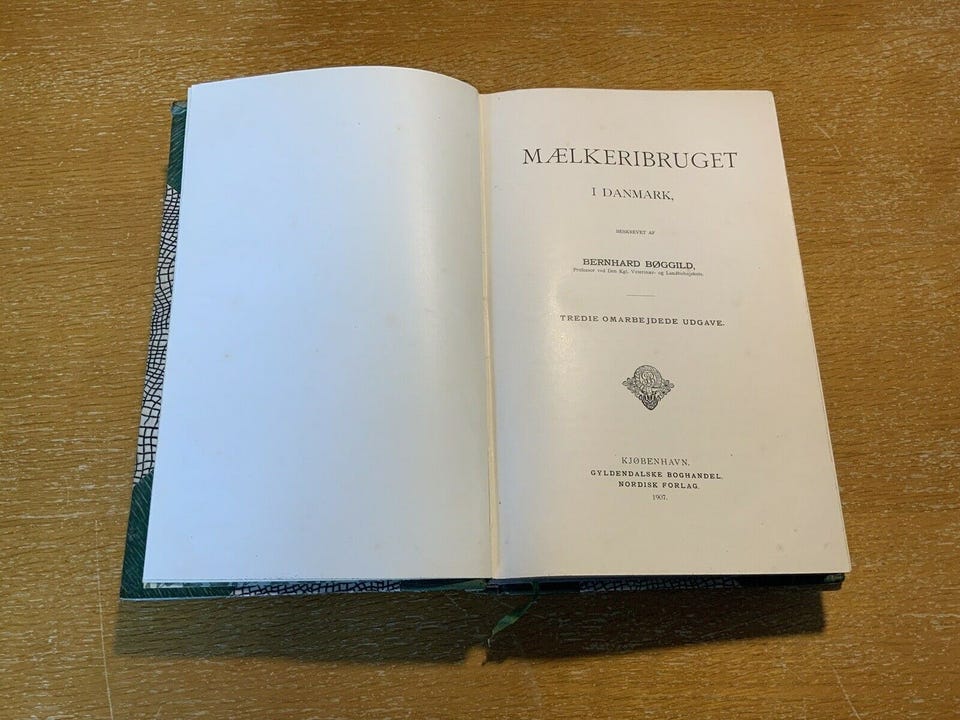 MÆLKERIBRUGET
I DANMARK,
BESKREVET AF
BERNHARD BØGGILD,
Professor ved Den Kgl. Veterinær- og Landbohøjskole.
TREDIE OMARBEJDEDE UDGAVE.
KJØBENHAVN.
GYLDENDALSKE BOGHANDEL.
NORDISK FORLAG.
1907.